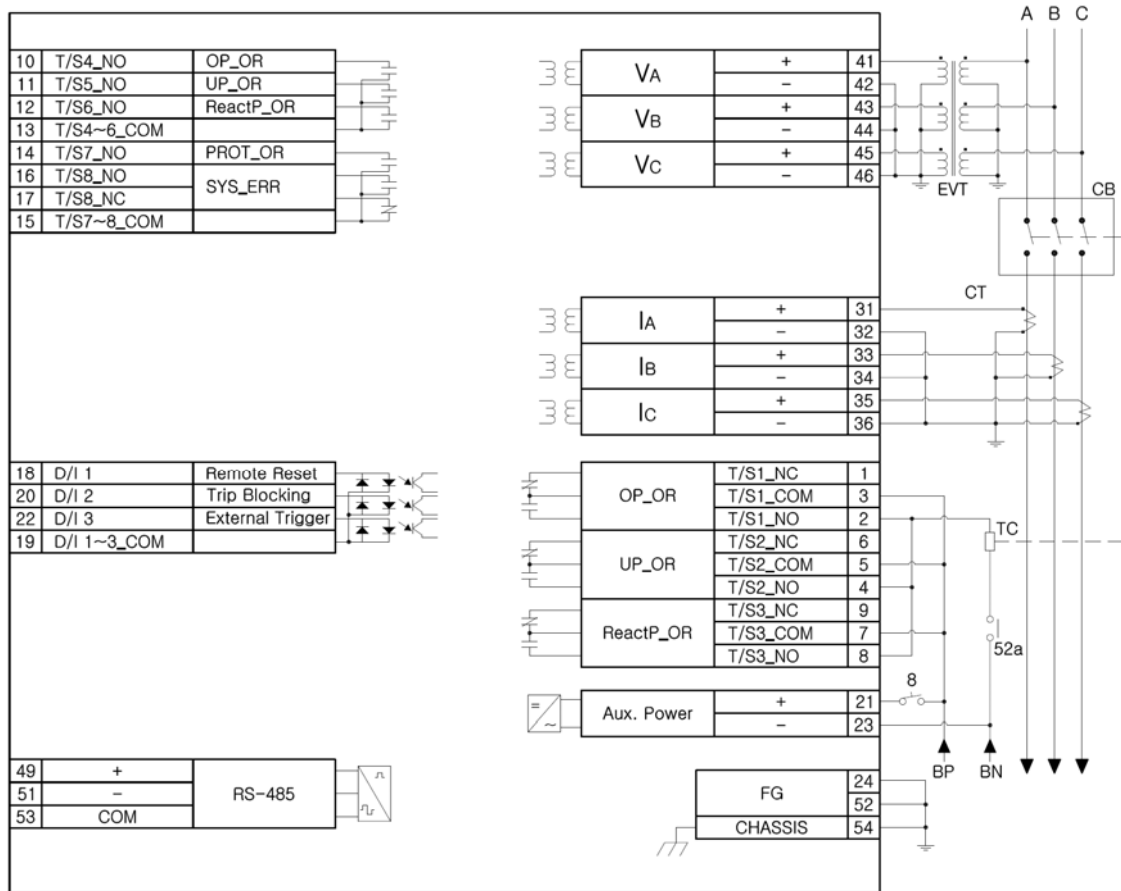 A B C
10 T/S4_NO OP_OR
11 T/S5_NO UP_OR
12 T/S6_NO ReactP_OR
13 T/S4~6_COM
14 T/S7_NO PROT_OR
16 T/S8_NO SYS_ERR
17 T/S8_NC
15 T/S7~8_COM
VA + 41
− 42
VB + 43
− 44
VC + 45
− 46
EVT
CB
CT
IA + 31
− 32
IB + 33
− 34
IC + 35
− 36
18 D/I 1 Remote Reset
20 D/I 2 Trip Blocking
22 D/I 3 External Trigger
19 D/I 1~3_COM
OP_OR T/S1_NC 1
T/S1_COM 3
T/S1_NO 2
UP_OR T/S2_NC 6
T/S2_COM 5
T/S2_NO 4
ReactP_OR T/S3_NC 9
T/S3_COM 7
T/S3_NO 8
TC
52a
8
Aux. Power + 21
− 23
BP BN
49 +
51 − RS-485
53 COM
FG 24
52
CHASSIS 54